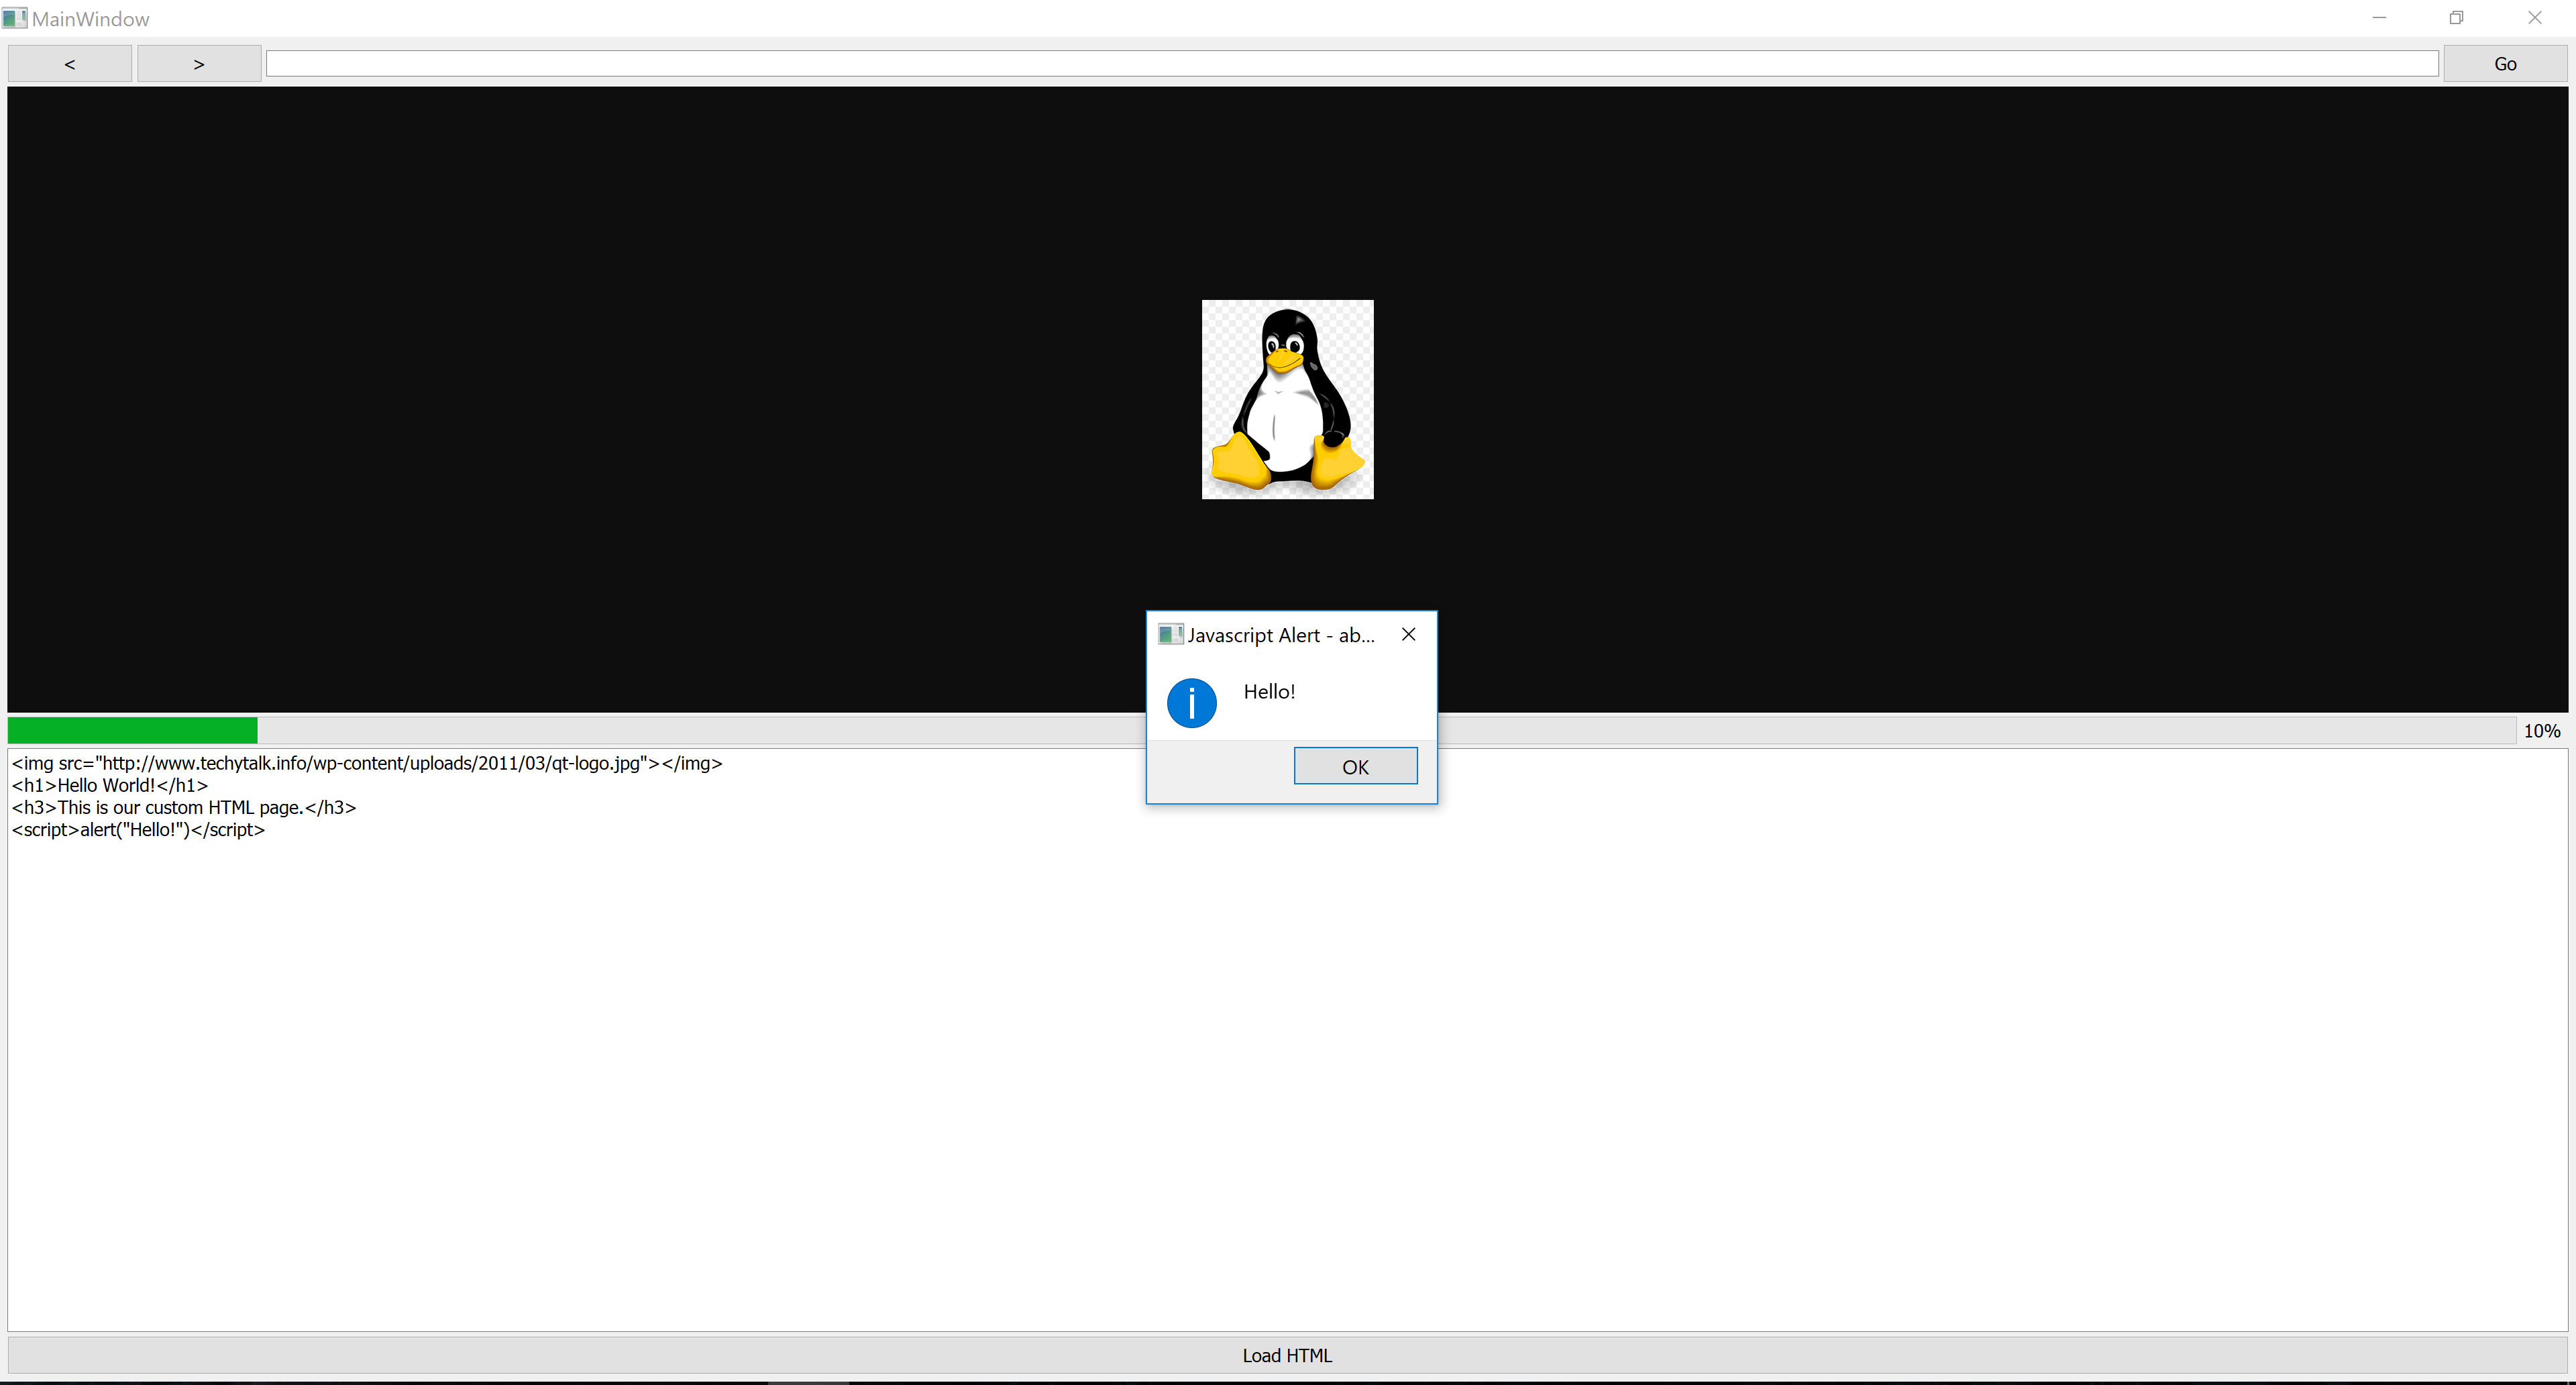 MainWindow
< > Go
Javascript Alert - ab...
Hello!
OK
10%
<img src="http://www.techytalk.info/wp-content/uploads/2011/03/qt-logo.jpg"></img>
<h1>Hello World!</h1>
<h3>This is our custom HTML page.</h3>
<script>alert("Hello!")</script>
Load HTML